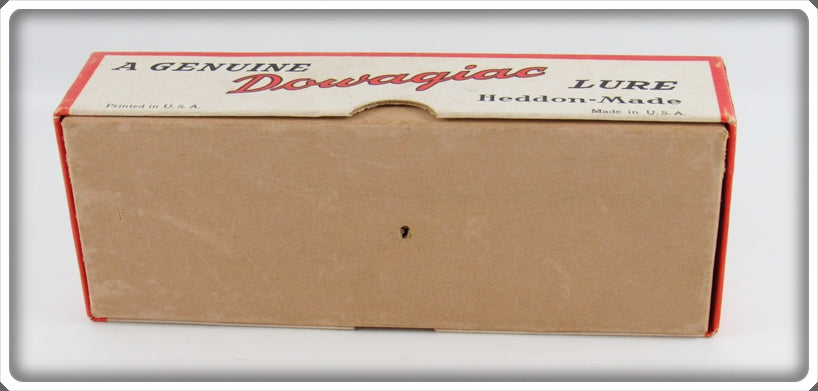 A GENUINE Dowagiac LURE
Heddon-Made
Printed in U. S. A.
Made in U. S. A.